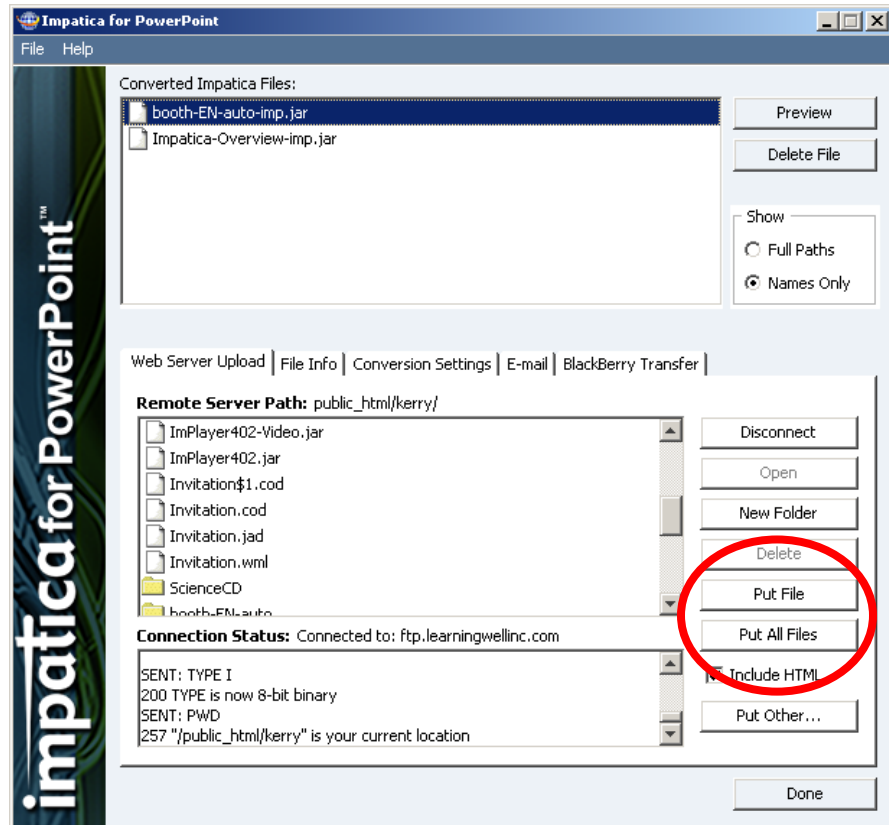 Impatica for PowerPoint
File Help
Converted Impatica Files:
booth-EN-auto-imp.jar
Impatica-Overview-imp.jar
Preview
Delete File
Show
Full Paths
Names Only
impatica for PowerPoint™
Web Server Upload File Info Conversion Settings E-mail BlackBerry Transfer
Remote Server Path: public_html/kerry/
ImPlayer402-Video.jar
ImPlayer402.jar
Invitation$1.cod
Invitation.cod
Invitation.jad
Invitation.wml
ScienceCD
booth-EN-auto
Disconnect
Open
New Folder
Delete
Put File
Put All Files
Include HTML
Put Other...
Connection Status: Connected to: ftp.learningwellinc.com
SENT: TYPE I
200 TYPE is now 8-bit binary
SENT: PWD
257 "/public_html/kerry" is your current location
Done